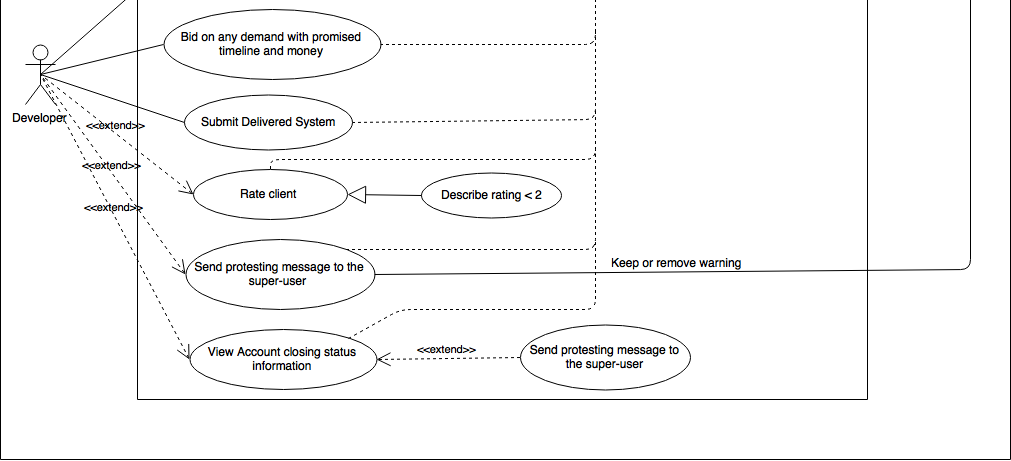 Bid on any demand with promised
timeline and money
Developer
<<extend>>
Submit Delivered System
<<extend>>
Rate client
Describe rating < 2
<<extend>>
Send protesting message to the
super-user
Keep or remove warning
View Account closing status
information
<<extend>>
Send protesting message to
the super-user